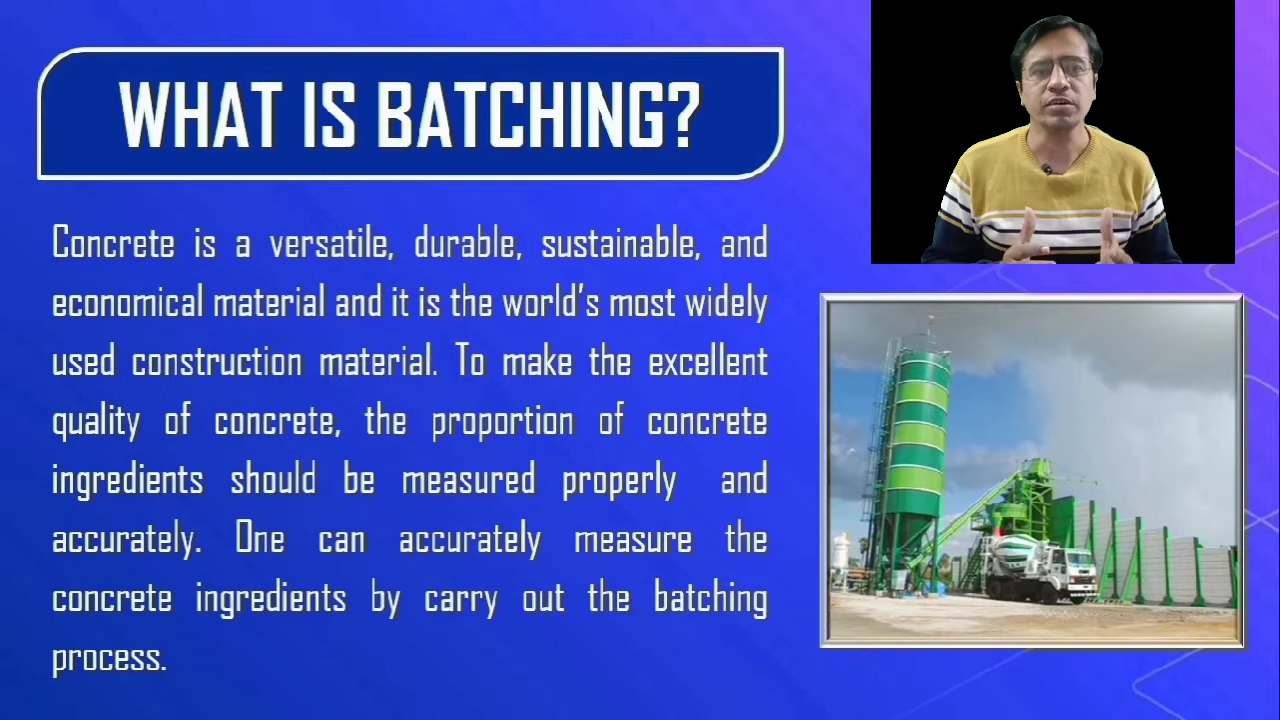 WHAT IS BATCHING?
Concrete is a versatile, durable, sustainable, and
economical material and it is the world's most widely
used construction material. To make the excellent
quality of concrete, the proportion of concrete
ingredients should be measured properly and
accurately. One can accurately measure the
concrete ingredients by carry out the batching
process.